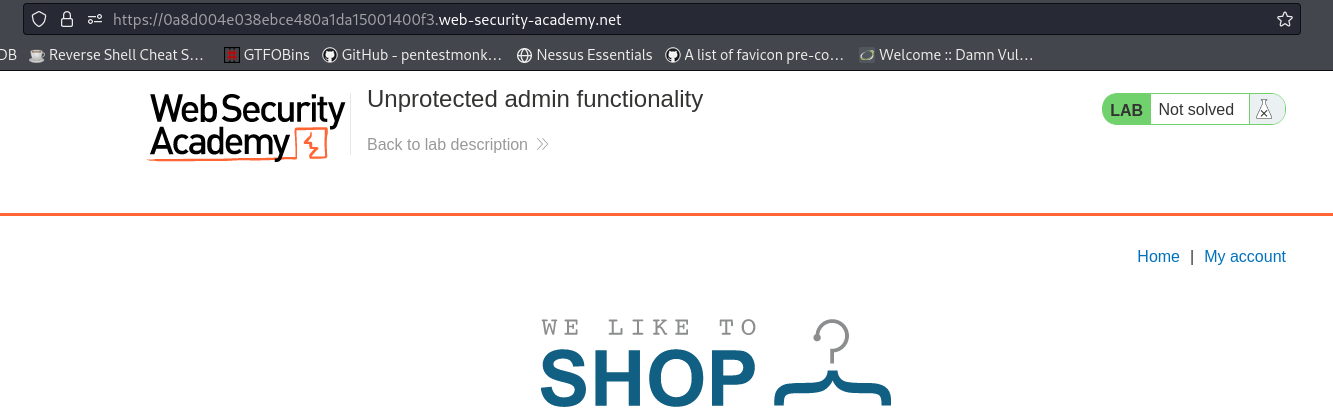 https://0a8d004e038ebce480a1da15001400f3.web-security-academy.net
DB Reverse Shell Cheat S… GTFOBins GitHub - pentestmonk… Nessus Essentials A list of favicon pre-co… Welcome :: Damn Vul…
Web Security
Academy
Unprotected admin functionality
Back to lab description
LAB Not solved
Home | My account
WE LIKE TO
SHOP